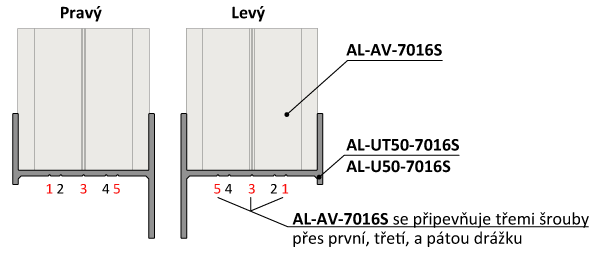 Pravý
Levý
AL-AV-7016S
AL-UT50-7016S
AL-U50-7016S
1 2 3 4 5
5 4 3 2 1
AL-AV-7016S se připevňuje třemi šrouby
přes první, třetí, a pátou drážku